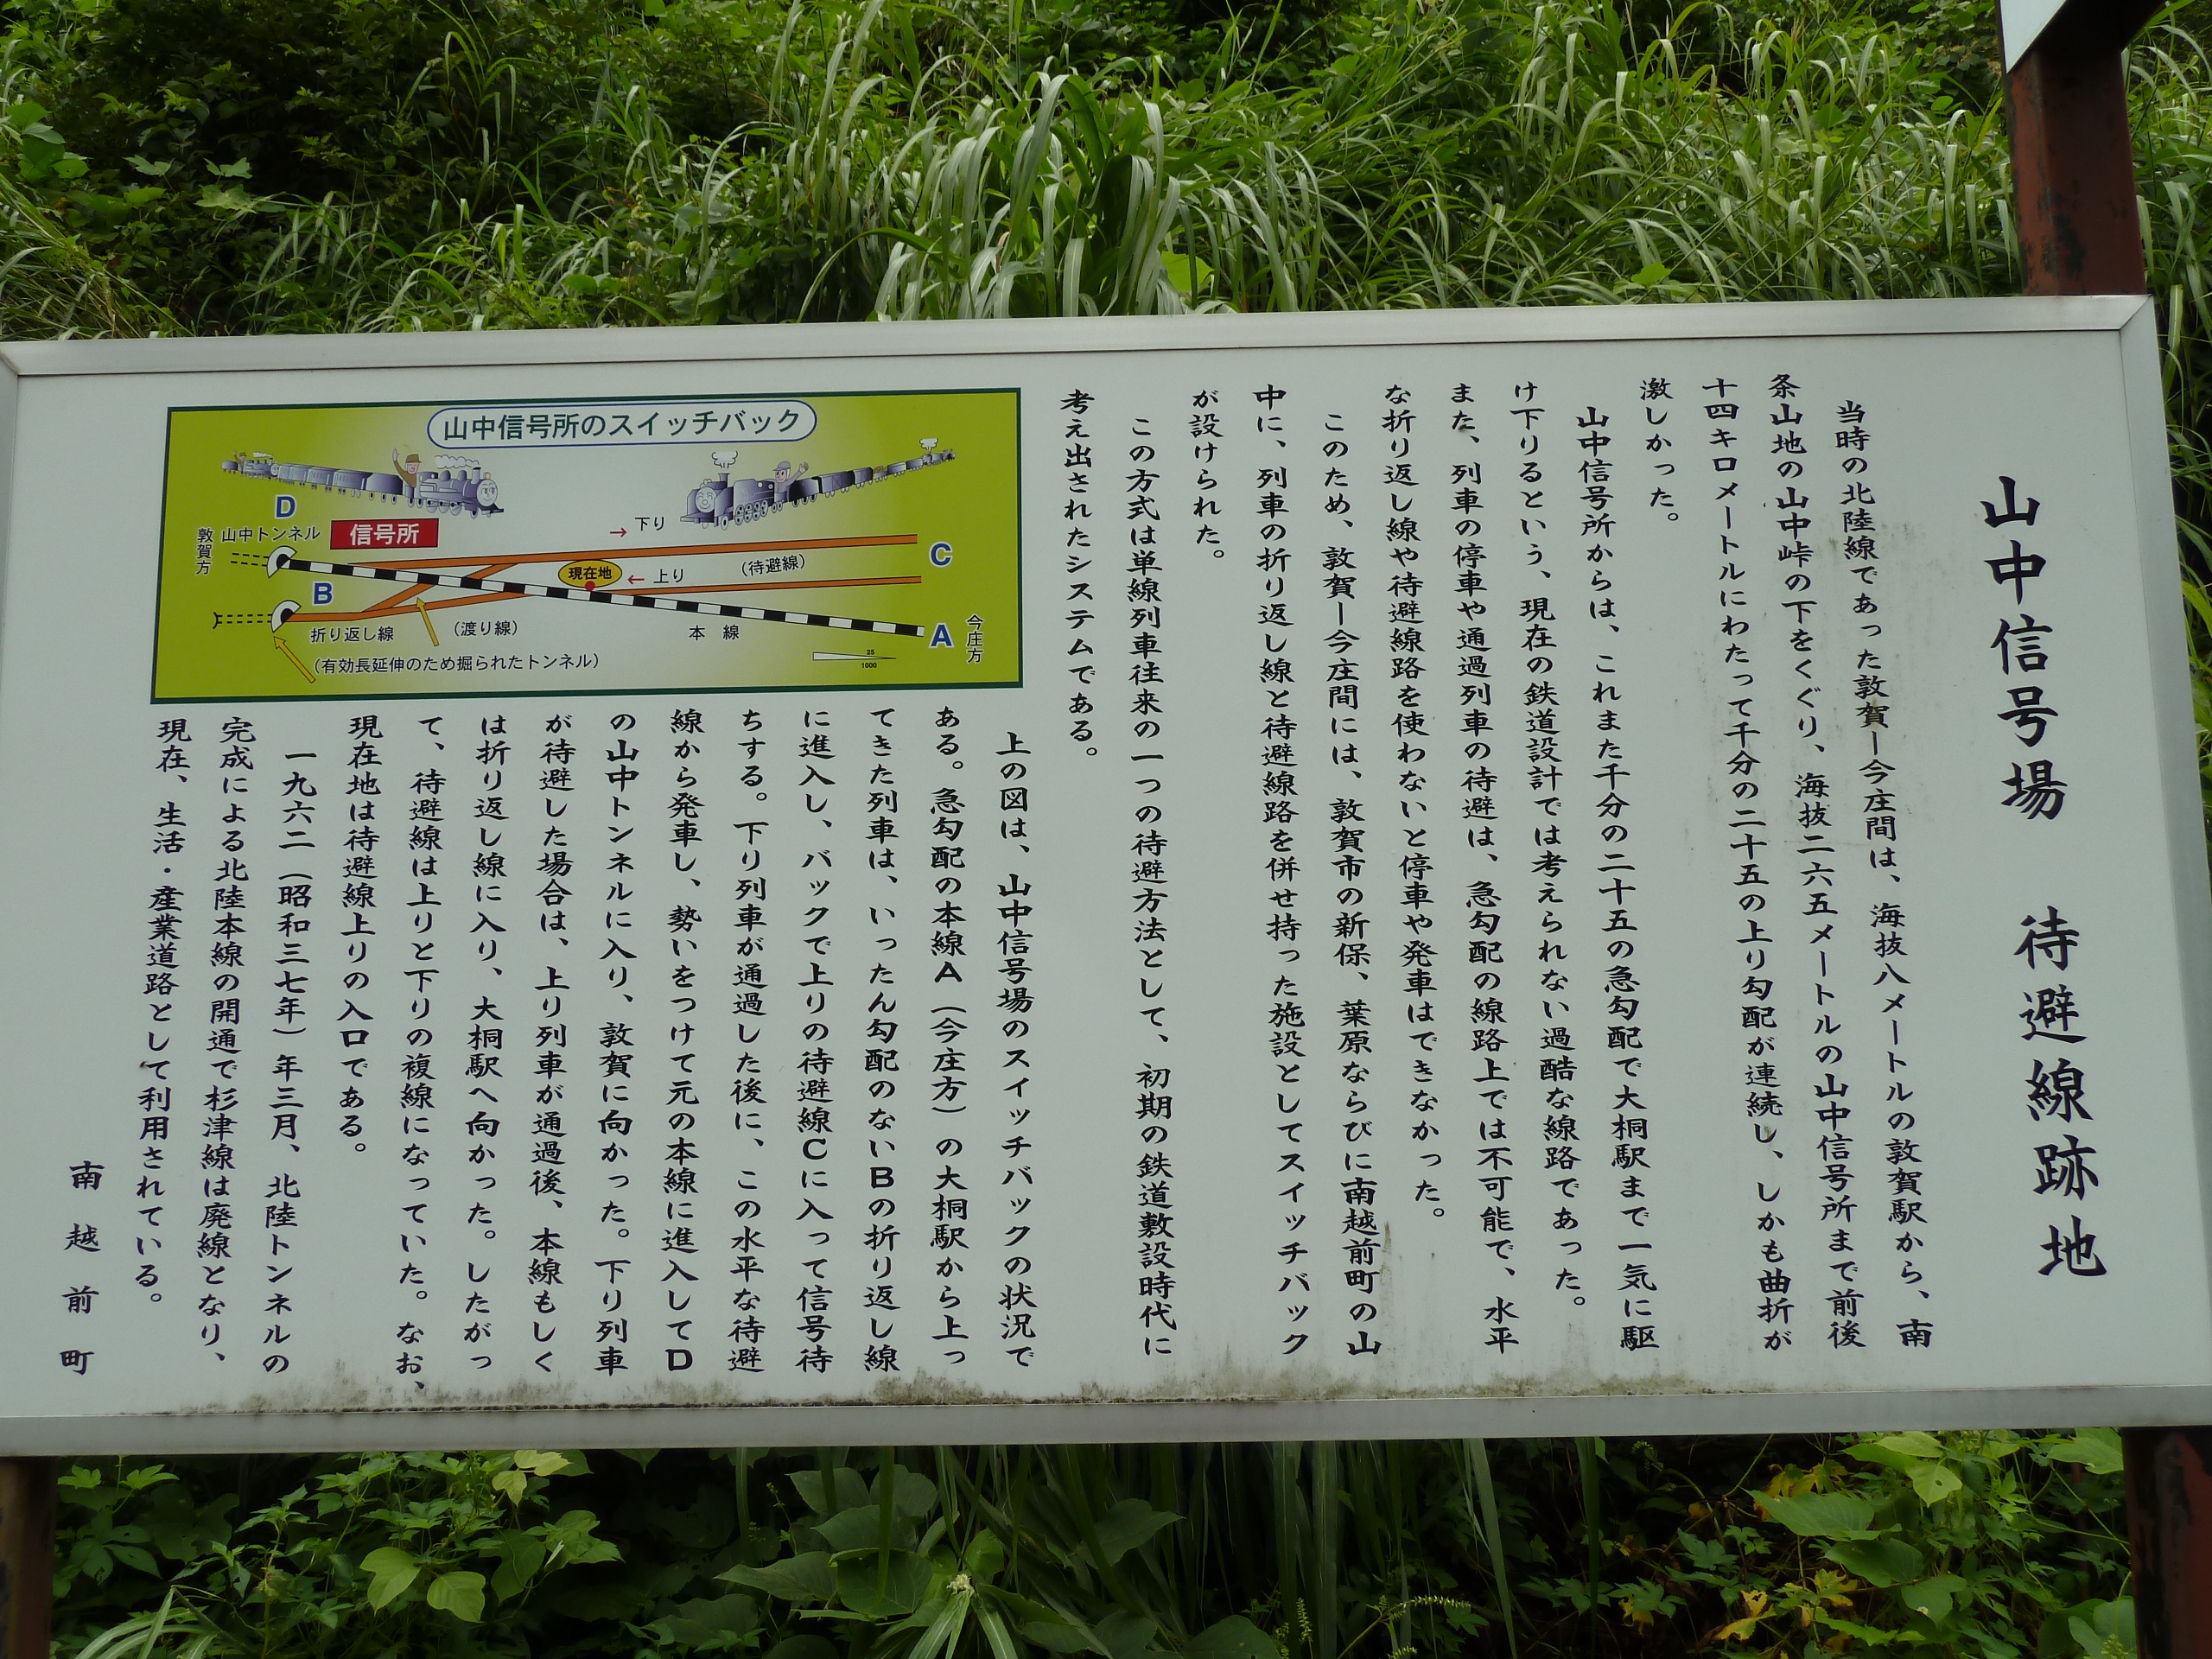 山中信号場　待避線跡地
当時の北陸線であった敦賀ー今庄間は、海抜八メートルの敦賀駅から、南
条山地の山中峠の下をくぐり、海抜二六五メートルの山中信号所まで前後
十四キロメートルにわたって千分の二十五の上り勾配が連続し、しかも曲折が
激しかった。
山中信号所からは、これまた千分の二十五の急勾配で大桐駅まで一気に駆
け下りるという、現在の鉄道設計では考えられない過酷な線路であった。
また、列車の停車や通過列車の待避は、急勾配の線路上では不可能で、水平
な折り返し線や待避線路を使わないと停車や発車はできなかった。
このため、敦賀ー今庄間には、敦賀市の新保、葉原ならびに南越前町の山
中に、列車の折り返し線と待避線路を併せ持った施設としてスイッチバック
が設けられた。
この方式は単線列車往来の一つの待避方法として、初期の鉄道敷設時代に
考え出されたシステムである。
山中信号所のスイッチバック
D
敦賀方
山中トンネル
信号所
→ 下り
C
現在地
← 上り
(待避線)
B
折り返し線
(渡り線)
本線
A
今庄方
(有効長延伸のため掘られたトンネル)
25
1000
上の図は、山中信号場のスイッチバックの状況で
ある。急勾配の本線A（今庄方）の大桐駅から上っ
てきた列車は、いったん勾配のないBの折り返し線
に進入し、バックで上りの待避線Cに入って信号待
ちする。下り列車が通過した後に、この水平な待避
線から発車し、勢いをつけて元の本線に進入してD
の山中トンネルに入り、敦賀に向かった。下り列車
が待避した場合は、上り列車が通過後、本線もしく
は折り返し線に入り、大桐駅へ向かった。したがっ
て、待避線は上りと下りの複線になっていた。なお、
現在地は待避線上りの入口である。
一九六二（昭和三七年）年三月、北陸トンネルの
完成による北陸本線の開通で杉津線は廃線となり、
現在、生活・産業道路として利用されている。
南越前町